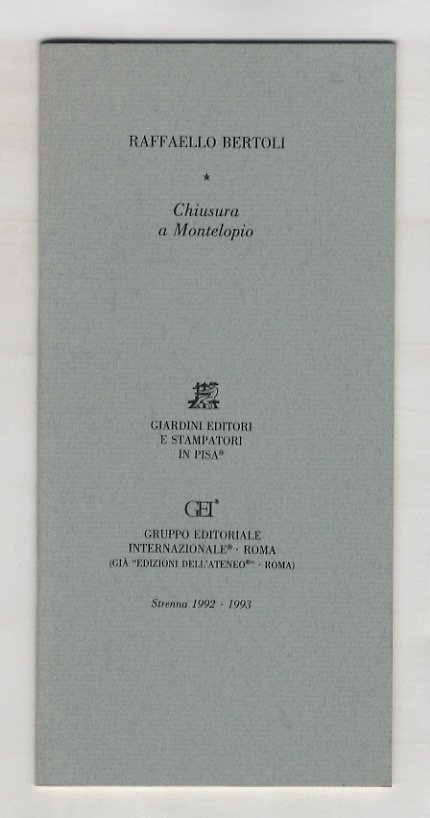 RAFFAELLO BERTOLI
★
Chiusura
a Montelopio
GIARDINI EDITORI
E STAMPATORI
IN PISA®
GEI®
GRUPPO EDITORIALE
INTERNAZIONALE® · ROMA
(GIÀ "EDIZIONI DELL'ATENEO®" · ROMA)
Strenna 1992 · 1993